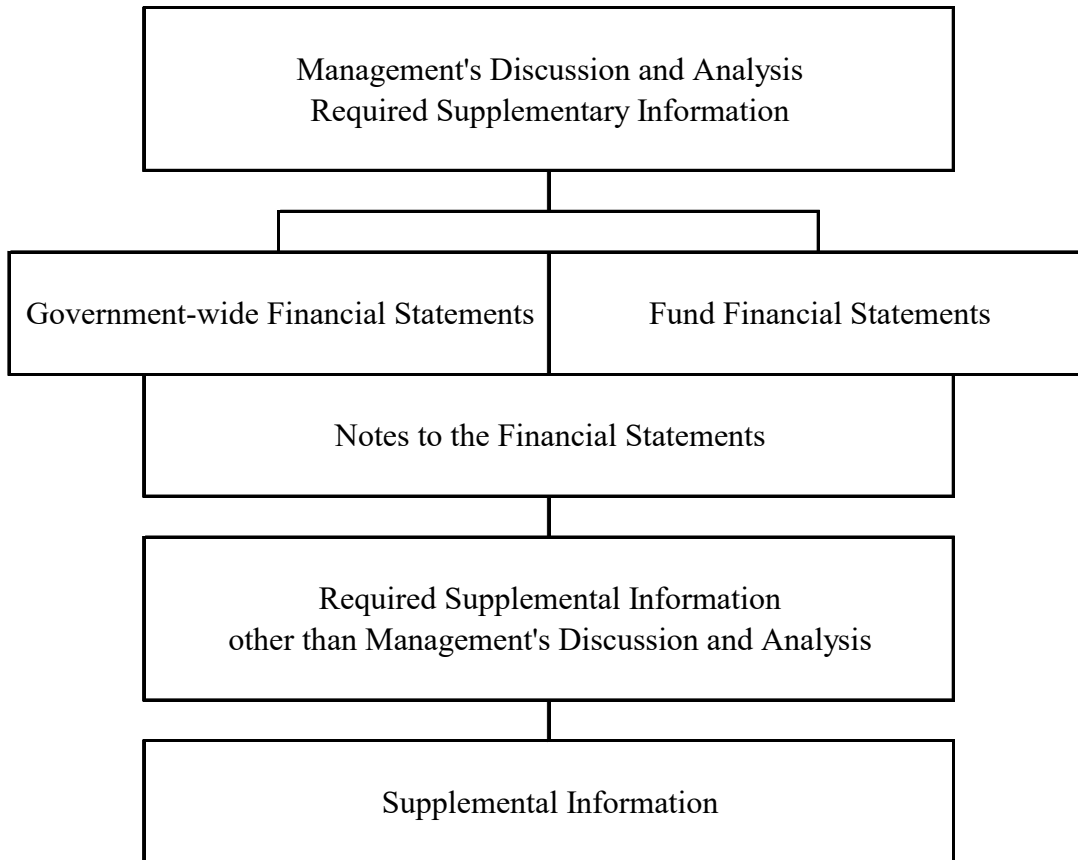 Management's Discussion and Analysis
Required Supplementary Information
Government-wide Financial Statements
Fund Financial Statements
Notes to the Financial Statements
Required Supplemental Information
other than Management's Discussion and Analysis
Supplemental Information